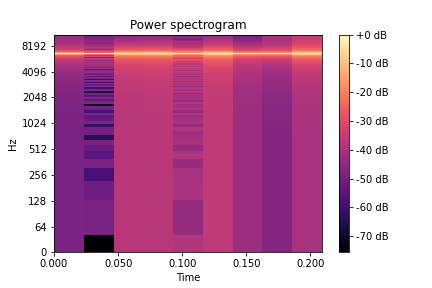 Power spectrogram
8192
4096
2048
1024
512
256
128
64
0
Hz
0.000 0.050 0.100 0.150 0.200
Time
+0 dB
-10 dB
-20 dB
-30 dB
-40 dB
-50 dB
-60 dB
-70 dB